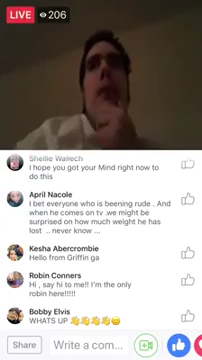 LIVE 206
Sheille Wallech
I hope you got your Mind right now to
do this
April Nacole
I bet everyone who is beening rude . And
when he comes on tv .we might be
surprised on how much weight he has
lost .. never know ...
Kesha Abercrombie
Hello from Griffin ga
Robin Conners
Hi , say hi to me!! I'm the only
robin here!!!!!
Bobby Elvis
WHATS UP 👋👋👋👋😊
Share Write a com...